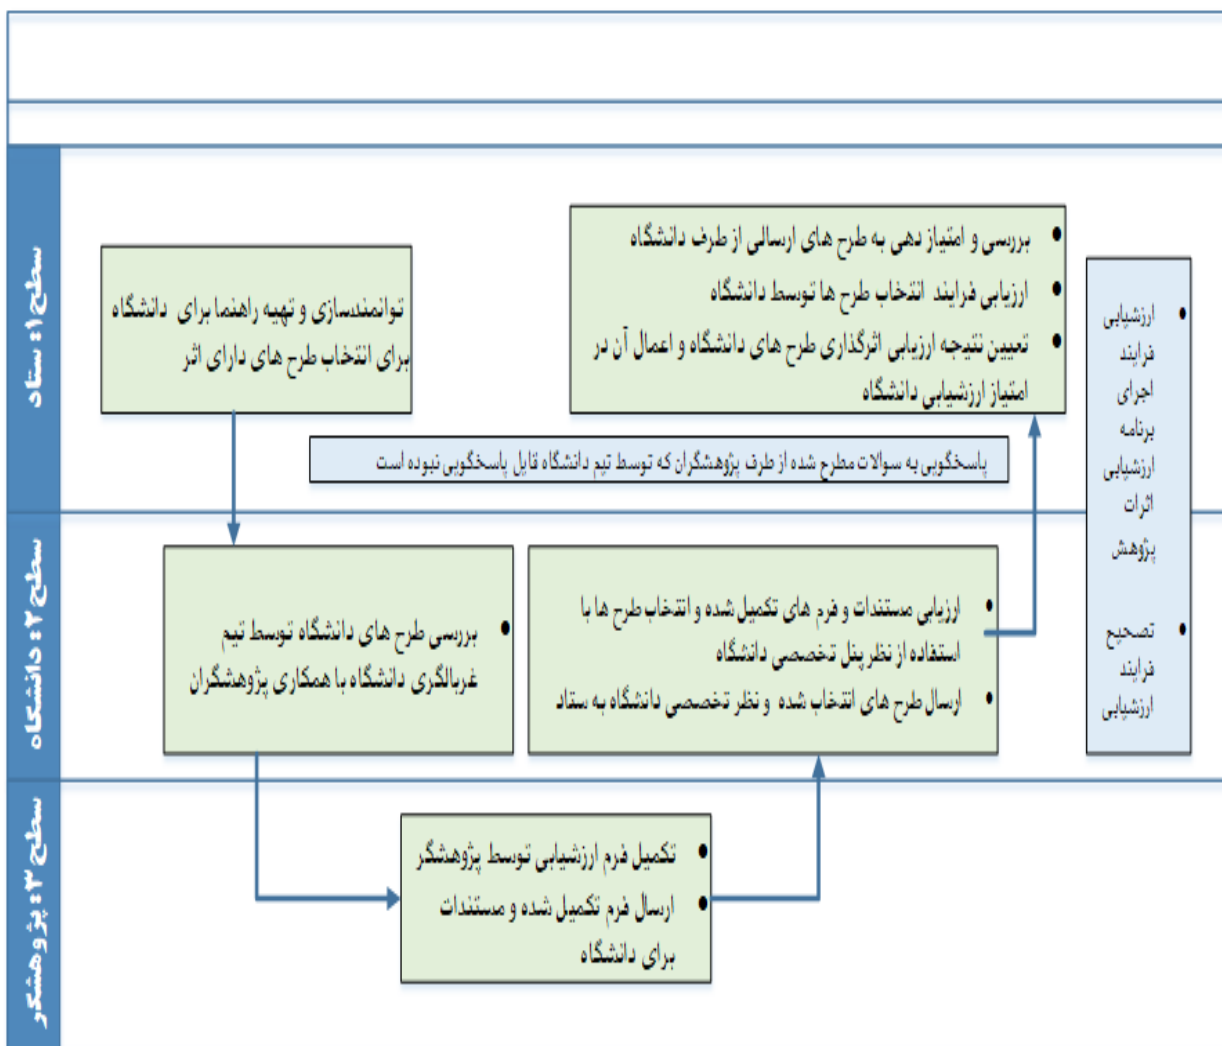 سطح ۱: ستاد
توانمندسازی و تهیه راهنما برای دانشگاه
برای انتخاب طرح های دارای اثر
• بررسی و امتیاز دهی به طرح های ارسالی از طرف دانشگاه
• ارزیابی فرایند انتخاب طرح ها توسط دانشگاه
• تعیین نتیجه ارزیابی اثرگذاری طرح های دانشگاه و اعمال آن در
امتیاز ارزشیابی دانشگاه
پاسخگویی به سوالات مطرح شده از طرف پژوهشگران که توسط تیم دانشگاه قابل پاسخگویی نبوده است
• ارزشیابی
فرایند
اجرای
برنامه
ارزشیابی
اثرات
پژوهش
• تصحیح
فرایند
ارزشیابی
سطح ۲: دانشگاه
• بررسی طرح های دانشگاه توسط تیم
غربالگری دانشگاه با همکاری پژوهشگران
• ارزیابی مستندات و فرم های تکمیل شده و انتخاب طرح ها با
استفاده از نظر پنل تخصصی دانشگاه
• ارسال طرح های انتخاب شده و نظر تخصصی دانشگاه به ستاد
سطح ۳: پژوهشگر
• تکمیل فرم ارزشیابی توسط پژوهشگر
• ارسال فرم تکمیل شده و مستندات
برای دانشگاه